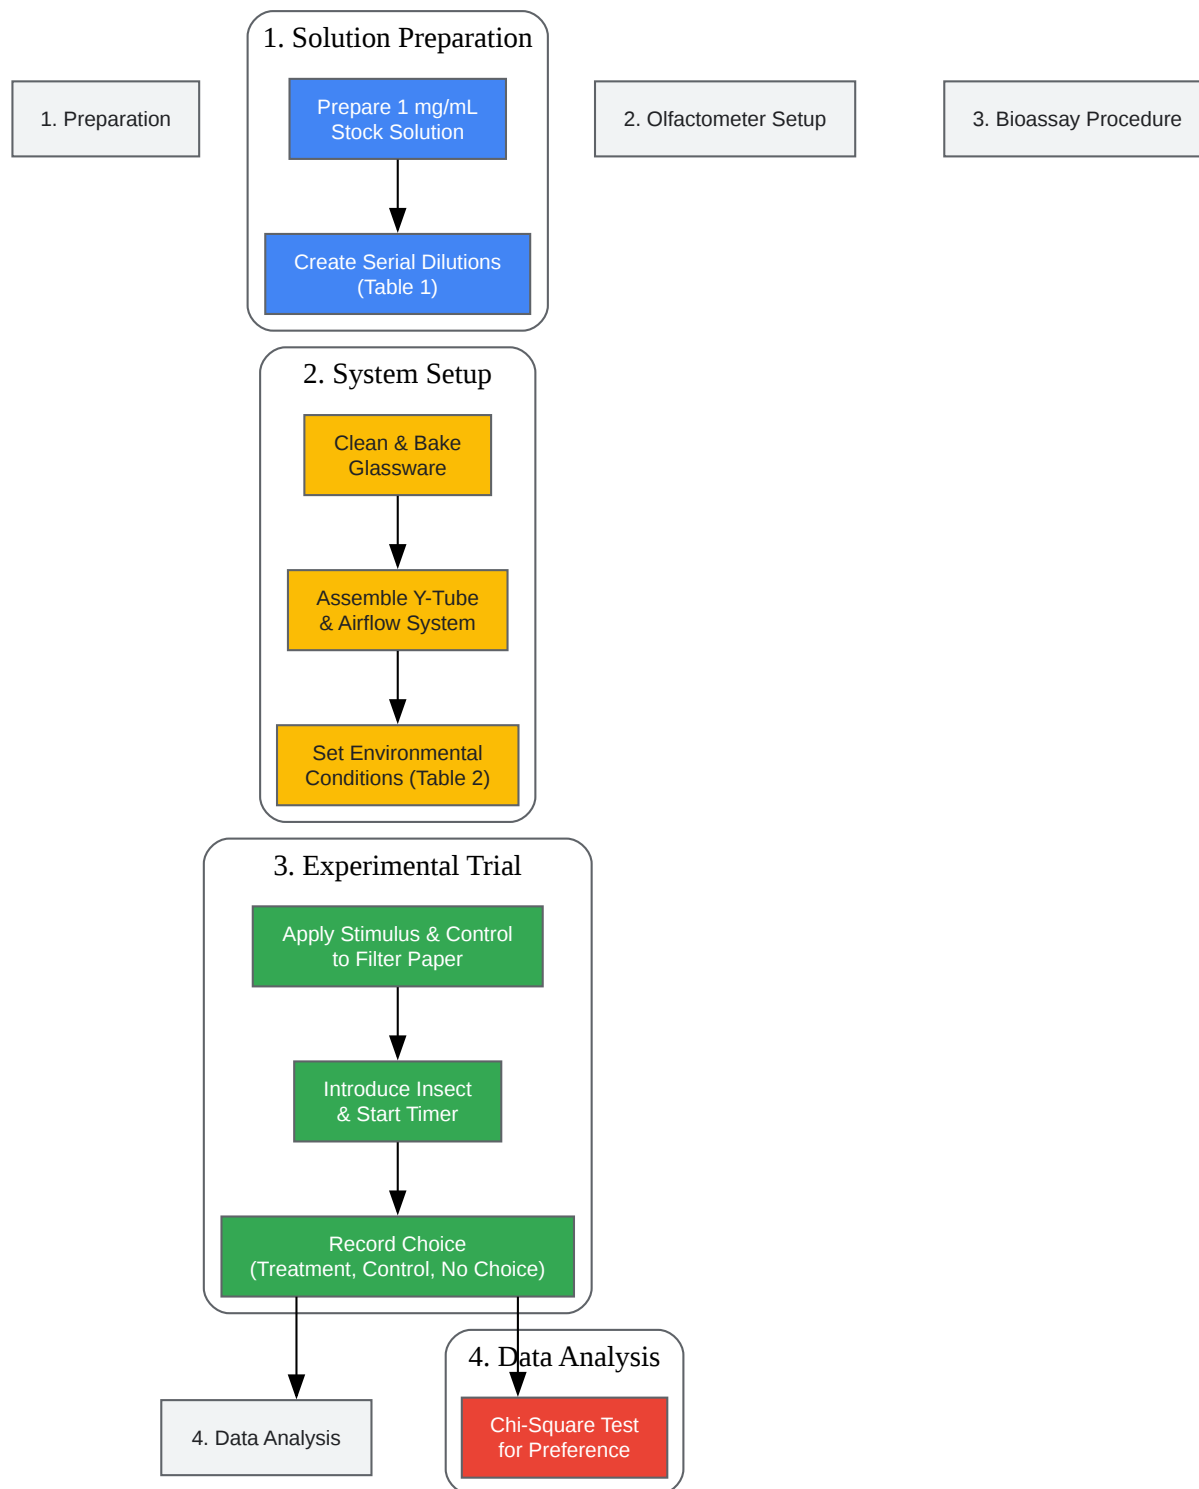 1. Solution Preparation
1. Preparation
Prepare 1 mg/mL
Stock Solution
2. Olfactometer Setup
3. Bioassay Procedure
Create Serial Dilutions
(Table 1)
2. System Setup
Clean & Bake
Glassware
Assemble Y-Tube
& Airflow System
Set Environmental
Conditions (Table 2)
3. Experimental Trial
Apply Stimulus & Control
to Filter Paper
Introduce Insect
& Start Timer
Record Choice
(Treatment, Control, No Choice)
4. Data Analysis
4. Data Analysis
Chi-Square Test
for Preference